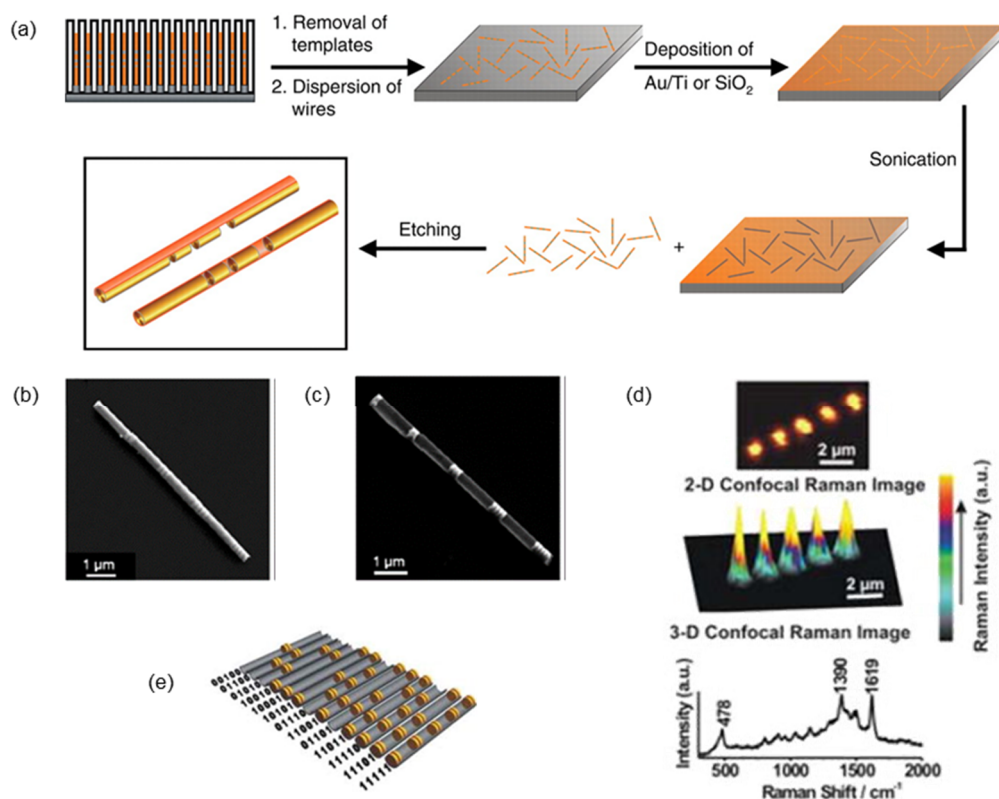 (a)
1. Removal of
templates
2. Dispersion of
wires
Deposition of
Au/Ti or SiO₂
Sonication
+
Etching
(b)
1 µm
(c)
1 µm
(d)
2 µm
2-D Confocal Raman Image
2 µm
3-D Confocal Raman Image
Raman Intensity (a.u.)
Intensity (a.u.)
478
1390
1619
500 1000 1500 2000
Raman Shift / cm⁻¹
(e)
11101
11111